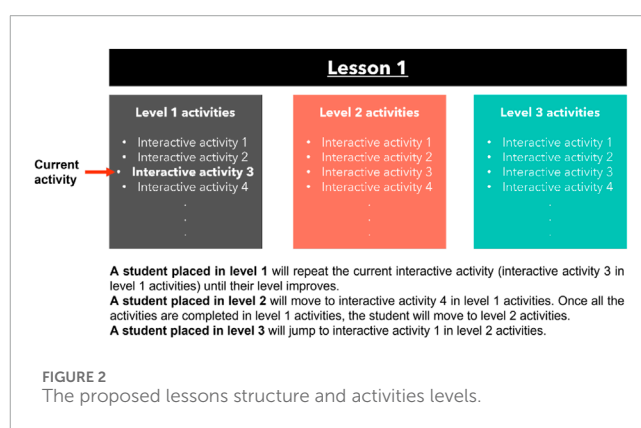 Lesson 1
Level 1 activities
• Interactive activity 1
• Interactive activity 2
• Interactive activity 3
• Interactive activity 4
.
.
.
Current
activity
Level 2 activities
• Interactive activity 1
• Interactive activity 2
• Interactive activity 3
• Interactive activity 4
.
.
.
Level 3 activities
• Interactive activity 1
• Interactive activity 2
• Interactive activity 3
• Interactive activity 4
.
.
.
A student placed in level 1 will repeat the current interactive activity (interactive activity 3 in
level 1 activities) until their level improves.
A student placed in level 2 will move to interactive activity 4 in level 1 activities. Once all the
activities are completed in level 1 activities, the student will move to level 2 activities.
A student placed in level 3 will jump to interactive activity 1 in level 2 activities.
FIGURE 2
The proposed lessons structure and activities levels.